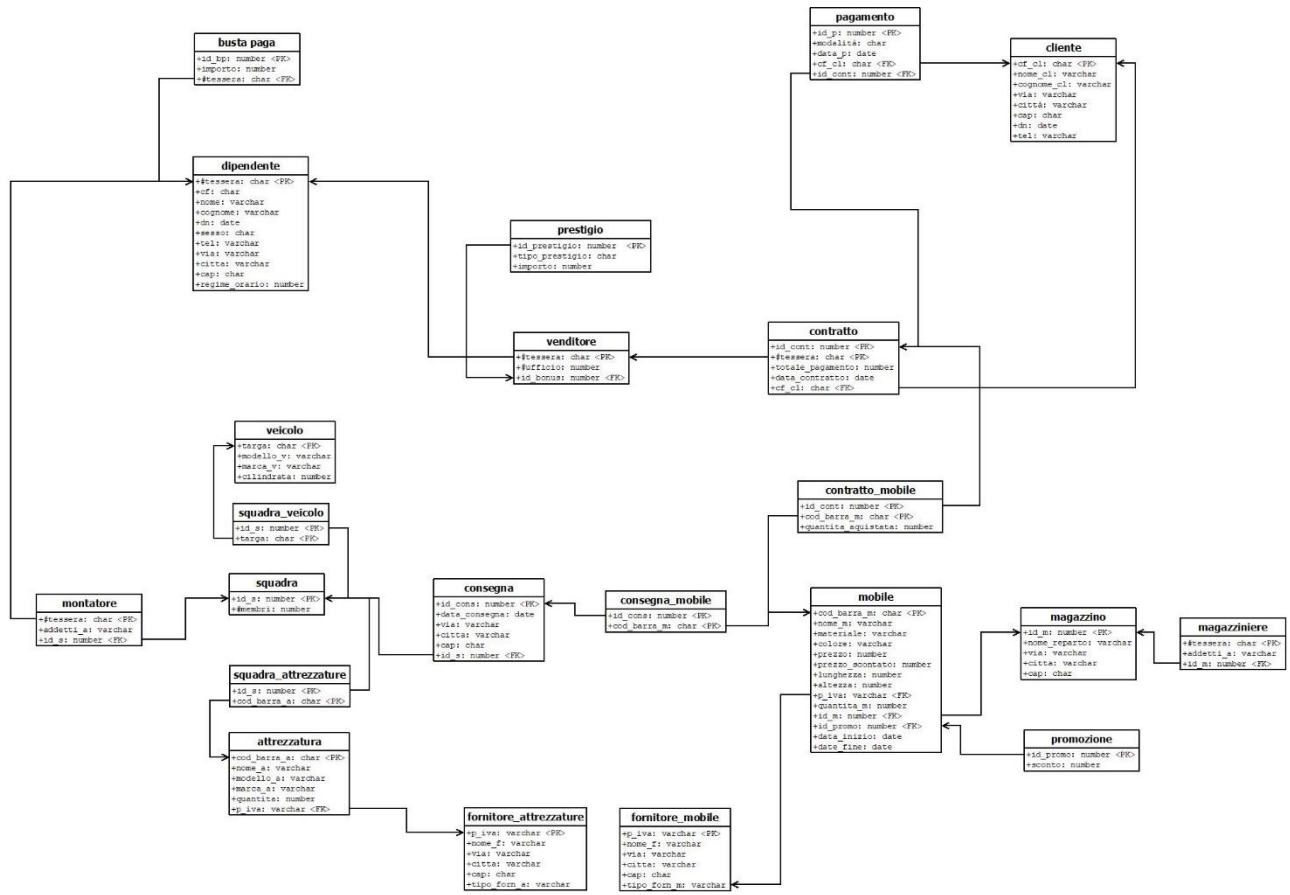 busta paga
+id_bp: number <PK>
+importo: number
+#tessera: char <FK>
pagamento
+id_p: number <PK>
+modalità: char
+data_p: date
+cf_cl: char <FK>
+id_cont: number <FK>
cliente
+cf_cl: char <PK>
+nome_cl: varchar
+cognome_cl: varchar
+via: varchar
+città: varchar
+cap: char
+dn: date
+tel: varchar
dipendente
+#tessera: char <PK>
+cf: char
+nome: varchar
+cognome: varchar
+dn: date
+sesso: char
+tel: varchar
+via: varchar
+citta: varchar
+cap: char
+regime_orario: number
prestigio
+id_prestigio: number <PK>
+tipo_prestigio: char
+importo: number
venditore
+#tessera: char <PK>
+#ufficio: number
+id_bonus: number <FK>
contratto
+id_cont: number <PK>
+#tessera: char <PK>
+totale_pagamento: number
+data_contratto: date
+cf_cl: char <FK>
veicolo
+targa: char <PK>
+modello_v: varchar
+marca_v: varchar
+cilindrata: number
squadra_veicolo
+id_s: number <PK>
+targa: char <PK>
contratto_mobile
+id_cont: number <PK>
+cod_barra_m: char <PK>
+quantita_aquistata: number
montatore
+#tessera: char <PK>
+addetti_a: varchar
+id_s: number <FK>
squadra
+id_s: number <PK>
+#membri: number
consegna
+id_cons: number <PK>
+data_consegna: date
+via: varchar
+citta: varchar
+cap: char
+id_s: number <FK>
consegna_mobile
+id_cons: number <PK>
+cod_barra_m: char <PK>
mobile
+cod_barra_m: char <PK>
+nome_m: varchar
+materiale: varchar
+colore: varchar
+prezzo: number
+prezzo_scontato: number
+lunghezza: number
+altezza: number
+p_iva: varchar <FK>
+quantita_m: number
+id_m: number <FK>
+id_promo: number <FK>
+data_inizio: date
+date_fine: date
magazzino
+id_m: number <PK>
+nome_reparto: varchar
+via: varchar
+citta: varchar
+cap: char
magazziniere
+#tessera: char <PK>
+addetti_a: varchar
+id_m: number <FK>
squadra_attrezzature
+id_s: number <PK>
+cod_barra_a: char <PK>
attrezzatura
+cod_barra_a: char <PK>
+nome_a: varchar
+modello_a: varchar
+marca_a: varchar
+quantita: number
+p_iva: varchar <FK>
promozione
+id_promo: number <PK>
+sconto: number
fornitore_attrezzature
+p_iva: varchar <PK>
+nome_f: varchar
+via: varchar
+citta: varchar
+cap: char
+tipo_forn_a: varchar
fornitore_mobile
+p_iva: varchar <PK>
+nome_f: varchar
+via: varchar
+citta: varchar
+cap: char
+tipo_forn_m: varchar